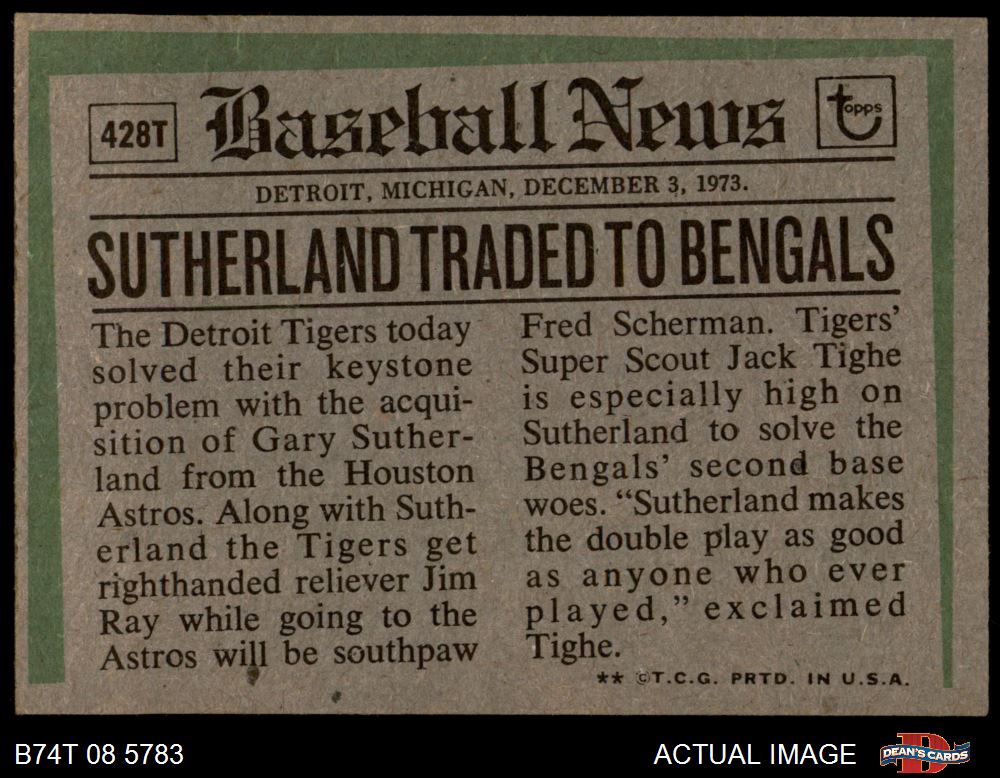 428T
Baseball News
topps
DETROIT, MICHIGAN, DECEMBER 3, 1973.
SUTHERLAND TRADED TO BENGALS
The Detroit Tigers today
solved their keystone
problem with the acqui-
sition of Gary Suther-
land from the Houston
Astros. Along with Suth-
erland the Tigers get
righthanded reliever Jim
Ray while going to the
Astros will be southpaw
Fred Scherman. Tigers'
Super Scout Jack Tighe
is especially high on
Sutherland to solve the
Bengals' second base
woes. “Sutherland makes
the double play as good
as anyone who ever
played,” exclaimed
Tighe.
** ©T.C.G. PRTD. IN U.S.A.
B74T 08 5783
ACTUAL IMAGE
DEAN'S CARDS